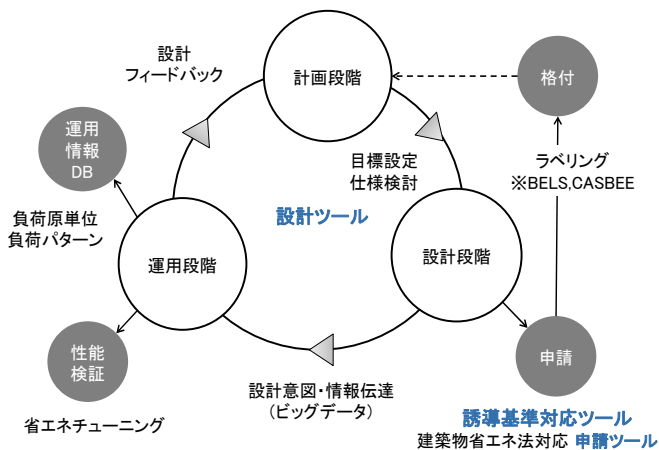 設計
フィードバック
計画段階
格付
運用
情報
DB
目標設定
仕様検討
ラベリング
※BELS,CASBEE
負荷原単位
負荷パターン
設計ツール
運用段階
設計段階
性能
検証
申請
設計意図・情報伝達
(ビッグデータ)
省エネチューニング
誘導基準対応ツール
建築物省エネ法対応 申請ツール